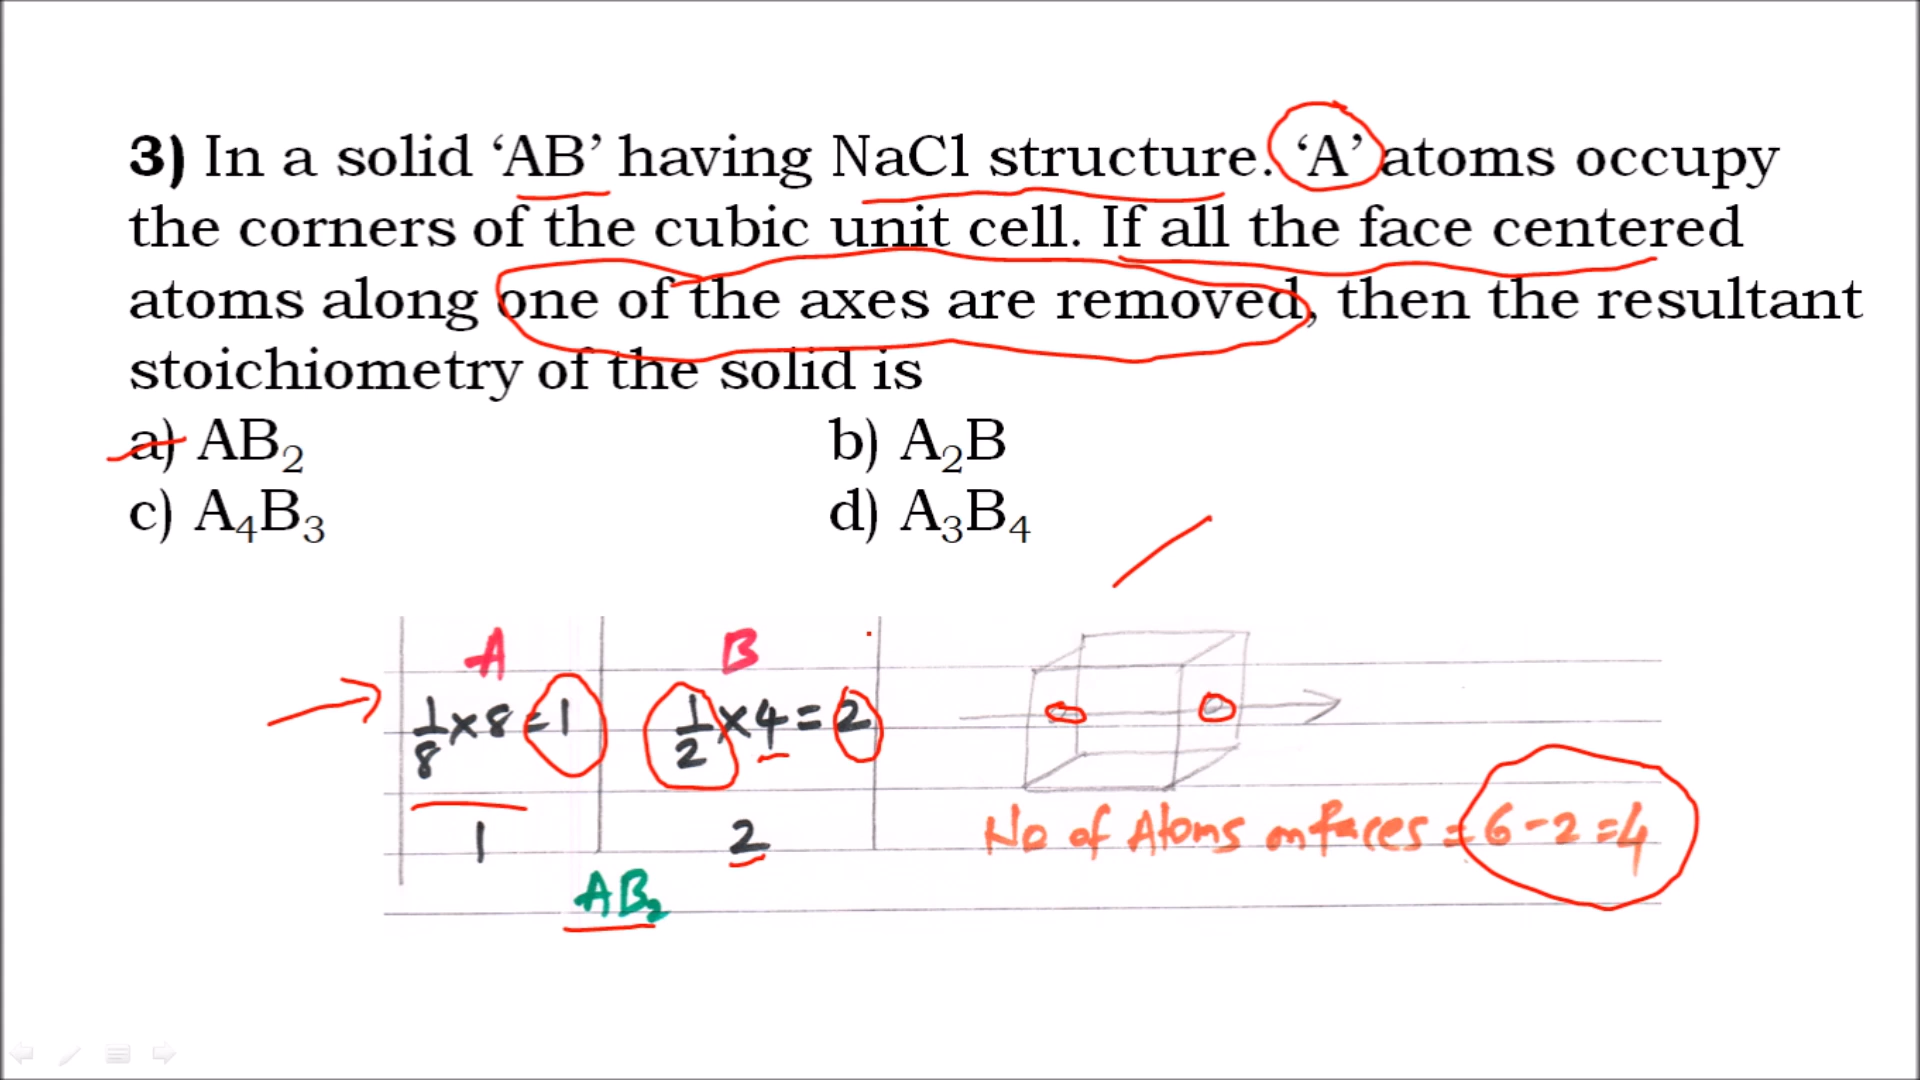 3) In a solid ‘AB’ having NaCl structure. ‘A’ atoms occupy
the corners of the cubic unit cell. If all the face centered
atoms along one of the axes are removed, then the resultant
stoichiometry of the solid is
a) AB₂ b) A₂B
c) A₄B₃ d) A₃B₄
A B
1/8 × 8 = 1 1/2 × 4 = 2
1 2
No of Atoms on faces = 6 - 2 = 4
AB₂